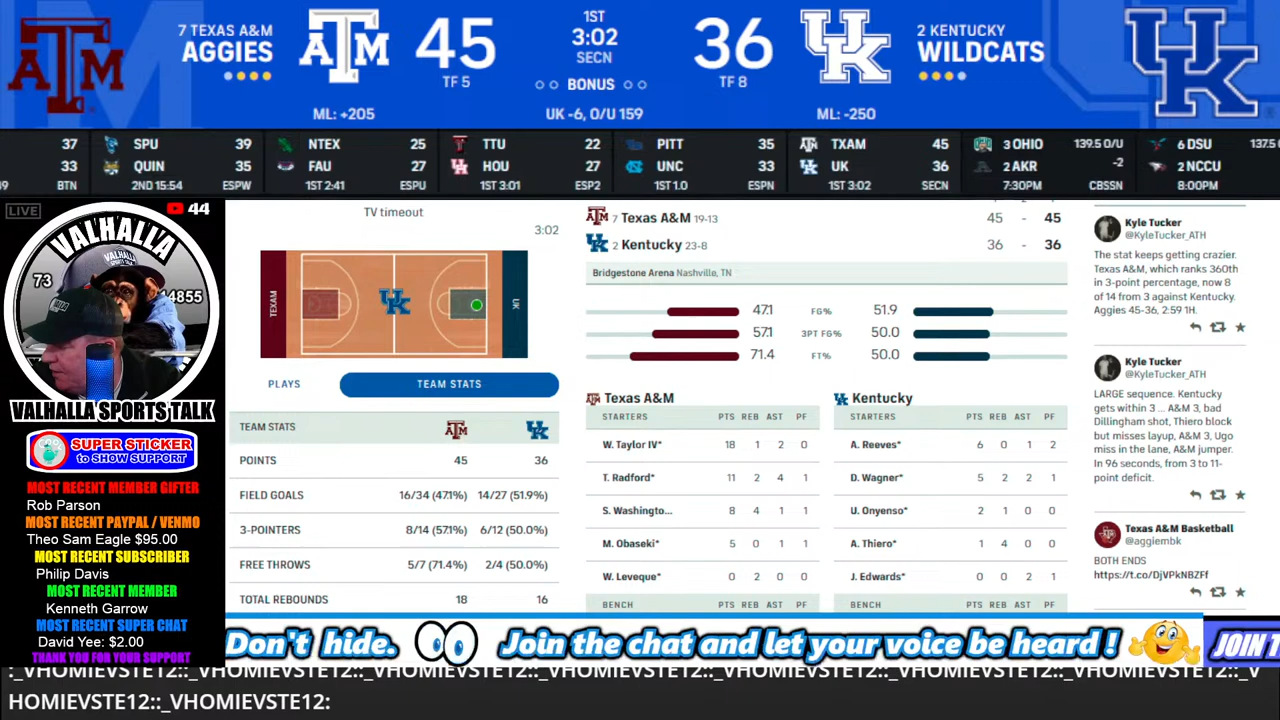 7 TEXAS A&M
AGGIES
ATM
45
TF 5
1ST
3:02
SECN
BONUS
36
TF 8
UK
2 KENTUCKY
WILDCATS
ML: +205
UK -6, O/U 159
ML: -250
37
33
BTN
SPU 39
QUIN 35
2ND 15:54 ESPW
NTEX 25
FAU 27
1ST 2:41 ESPU
TTU 22
HOU 27
1ST 3:01 ESP2
PITT 35
UNC 33
1ST 1.0 ESPN
TXAM 45
UK 36
1ST 3:02 SECN
3 OHIO 139.5 O/U
2 AKR -2
7:30PM CBSSN
6 DSU 137.5
2 NCCU
8:00PM
LIVE
44
VALHALLA
VALHALLA
73
14855
VALHALLA SPORTS TALK
SUPER STICKER
to SHOW SUPPORT
MOST RECENT MEMBER GIFTER
Rob Parson
MOST RECENT PAYPAL / VENMO
Theo Sam Eagle $95.00
MOST RECENT SUBSCRIBER
Philip Davis
MOST RECENT MEMBER
Kenneth Garrow
MOST RECENT SUPER CHAT
David Yee: $2.00
THANK YOU FOR YOUR SUPPORT
TV timeout
3:02
TEXAM
UK
UK
PLAYS
TEAM STATS
TEAM STATS
POINTS 45 36
FIELD GOALS 16/34 (47.1%) 14/27 (51.9%)
3-POINTERS 8/14 (57.1%) 6/12 (50.0%)
FREE THROWS 5/7 (71.4%) 2/4 (50.0%)
TOTAL REBOUNDS 18 16
7 Texas A&M 19-13 45 - 45
2 Kentucky 23-8 36 - 36
Bridgestone Arena Nashville, TN
47.1 FG% 51.9
57.1 3PT FG% 50.0
71.4 FT% 50.0
Texas A&M
STARTERS PTS REB AST PF
W. Taylor IV* 18 1 2 0
T. Radford* 11 2 4 1
S. Washingto... 8 4 1 1
M. Obaseki* 5 0 1 1
W. Leveque* 0 2 0 0
BENCH PTS REB AST PF
Kentucky
STARTERS PTS REB AST PF
A. Reeves* 6 0 1 2
D. Wagner* 5 2 2 1
U. Onyenso* 2 1 0 0
A. Thiero* 1 4 0 0
J. Edwards* 0 0 2 1
BENCH PTS REB AST PF
Kyle Tucker
@KyleTucker_ATH
The stat keeps getting crazier.
Texas A&M, which ranks 360th
in 3-point percentage, now 8
of 14 from 3 against Kentucky.
Aggies 45-36, 2:59 1H.
Kyle Tucker
@KyleTucker_ATH
LARGE sequence. Kentucky
gets within 3 ... A&M 3, bad
Dillingham shot, Thiero block
but misses layup, A&M 3, Ugo
miss in the lane, A&M jumper.
In 96 seconds, from 3 to 11-
point deficit.
Texas A&M Basketball
@aggiembk
BOTH ENDS
https://t.co/DjVPkNBZFf
Don't hide.
Join the chat and let your voice be heard !
JOIN T
:_VHOMIEVSTE12::_VHOMIEVSTE12::_VHOMIEVSTE12::_VHOMIEVSTE12::_VHOMIEVSTE12::_VHOMIEVSTE12::_VHOMIEVSTE12::_V
HOMIEVSTE12::_VHOMIEVSTE12: